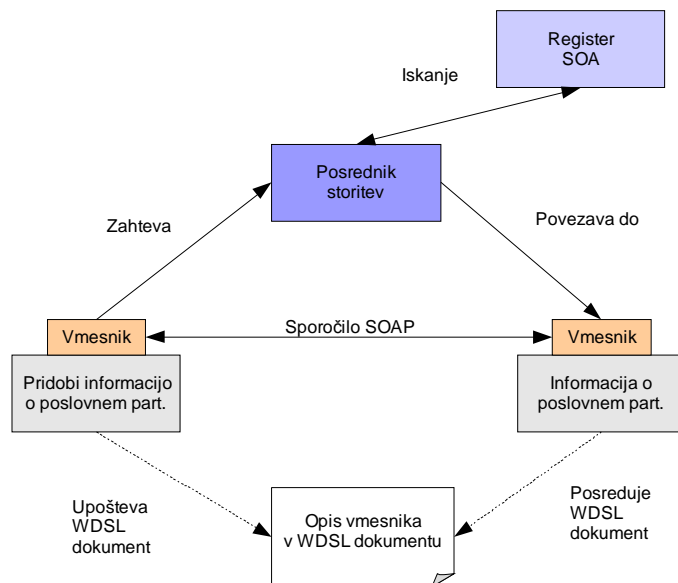 Register
SOA
Iskanje
Posrednik
storitev
Zahteva
Povezava do
Vmesnik
Sporočilo SOAP
Vmesnik
Pridobi informacijo
o poslovnem part.
Informacija o
poslovnem part.
Upošteva
WDSL
dokument
Opis vmesnika
v WDSL dokumentu
Posreduje
WDSL
dokument